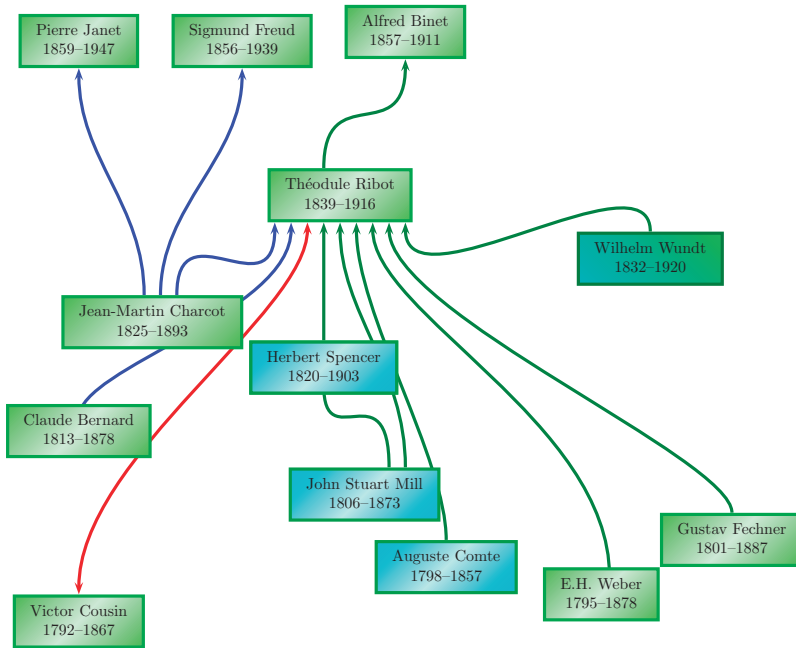 Pierre Janet
1859–1947
Sigmund Freud
1856–1939
Alfred Binet
1857–1911
Théodule Ribot
1839–1916
Wilhelm Wundt
1832–1920
Jean-Martin Charcot
1825–1893
Herbert Spencer
1820–1903
Claude Bernard
1813–1878
John Stuart Mill
1806–1873
Gustav Fechner
1801–1887
Auguste Comte
1798–1857
E.H. Weber
1795–1878
Victor Cousin
1792–1867